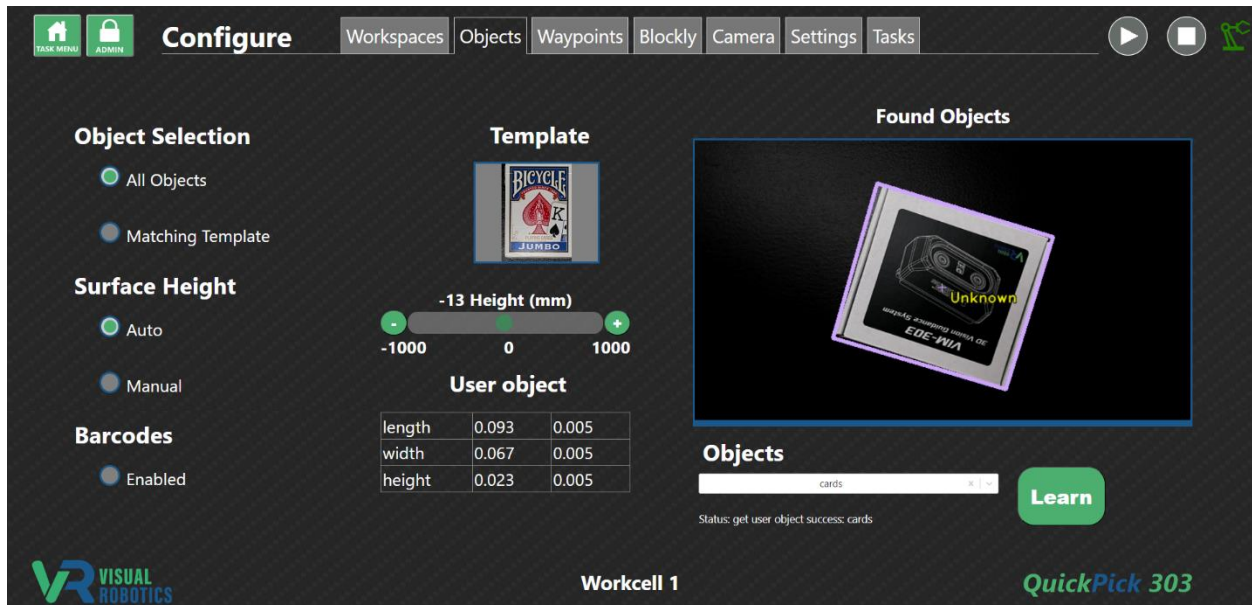 TASK MENU
ADMIN
Configure
Workspaces
Objects
Waypoints
Blockly
Camera
Settings
Tasks
Object Selection
All Objects
Matching Template
Surface Height
Auto
Manual
Barcodes
Enabled
Template
BICYCLE
K
JUMBO
-13 Height (mm)
-
+
-1000 0 1000
User object
length 0.093 0.005
width 0.067 0.005
height 0.023 0.005
Found Objects
Unknown
3D Vision Guidance System
VIM-303
Objects
cards
Learn
Status: get user object success: cards
VR VISUAL
ROBOTICS
Workcell 1
QuickPick 303